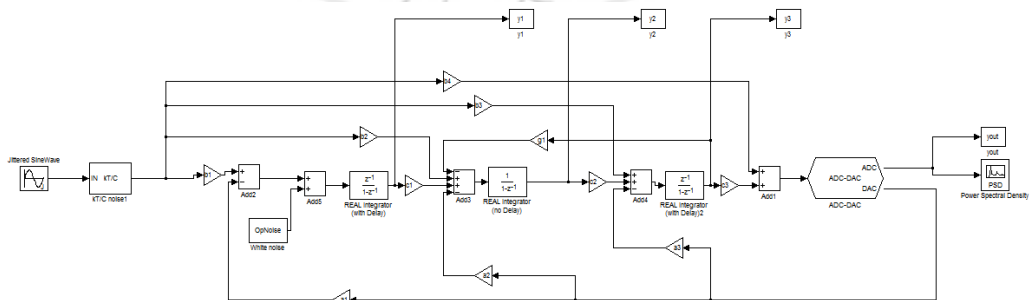 y1
y1
y2
y2
y3
y3
b4
b3
b2
g1
Jittered SineWave
IN kT/C
kT/C noise1
b1
Add2
OpNoise
White noise
Add5
z⁻¹
1-z⁻¹
REAL Integrator
(with Delay)
c1
Add3
1
1-z⁻¹
REAL Integrator
(no Delay)
c2
Add4
z⁻¹
1-z⁻¹
REAL Integrator
(with Delay)2
c3
Add1
ADC
ADC-DAC
DAC
ADC-DAC
yout
yout
PSD
Power Spectral Density
a3
a2
a1